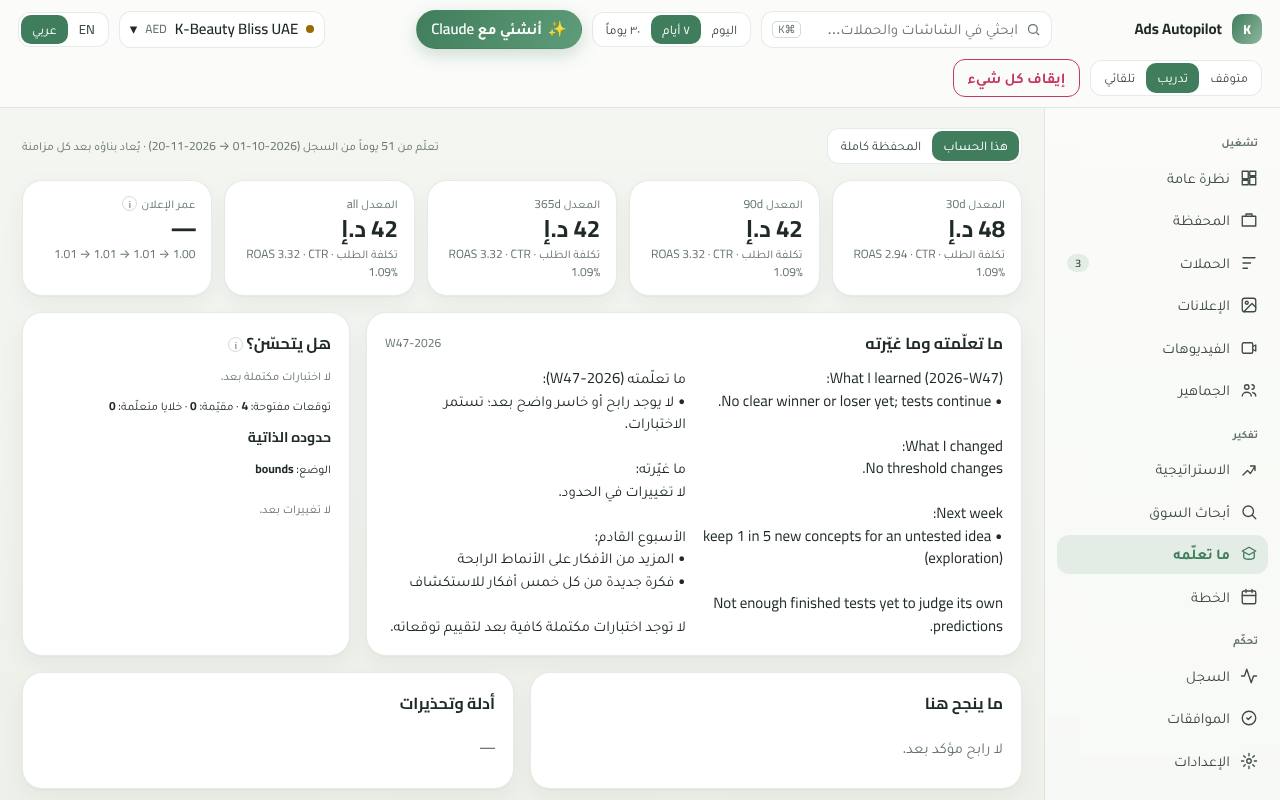 K
Ads Autopilot
ابحثي في الشاشات والحملات...
⌘K
اليوم
٧ أيام
٣٠ يوماً
✨ أنشئي مع Claude
K-Beauty Bliss UAE AED ▾
EN
عربي
متوقف
تدريب
تلقائي
إيقاف كل شيء
تشغيل
نظرة عامة
المحفظة
الحملات
3
الإعلانات
الفيديوهات
الجماهير
تفكير
الاستراتيجية
أبحاث السوق
ما تعلّمه
الخطة
تحكّم
السجل
الموافقات
الإعدادات
هذا الحساب
المحفظة كاملة
تعلّم من 51 يوماً من السجل (2026-10-01 → 2026-11-20) · يُعاد بناؤه بعد كل مزامنة
المعدل 30d
48 د.إ
تكلفة الطلب · ROAS 2.94 · CTR
1.09%
المعدل 90d
42 د.إ
تكلفة الطلب · ROAS 3.32 · CTR
1.09%
المعدل 365d
42 د.إ
تكلفة الطلب · ROAS 3.32 · CTR
1.09%
المعدل all
42 د.إ
تكلفة الطلب · ROAS 3.32 · CTR
1.09%
عمر الإعلان i
—
1.00 → 1.01 → 1.01 → 1.01
ما تعلّمته وما غيّرته
2026-W47
What I learned (2026-W47):
• No clear winner or loser yet; tests continue.
What I changed:
No threshold changes.
Next week:
• keep 1 in 5 new concepts for an untested idea
(exploration)
Not enough finished tests yet to judge its own
predictions.
ما تعلّمته (2026-W47):
• لا يوجد رابح أو خاسر واضح بعد؛ تستمر
الاختبارات.
ما غيّرته:
لا تغييرات في الحدود.
الأسبوع القادم:
• المزيد من الأفكار على الأنماط الرابحة
• فكرة جديدة من كل خمس أفكار للاستكشاف
لا توجد اختبارات مكتملة كافية بعد لتقييم توقعاته.
هل يتحسّن؟ i
لا اختبارات مكتملة بعد.
توقعات مفتوحة: 4 · مقيّمة: 0 · خلايا متعلّمة: 0
حدوده الذاتية
الوضع: bounds
لا تغييرات بعد.
ما ينجح هنا
لا رابح مؤكد بعد.
أدلة وتحذيرات
—